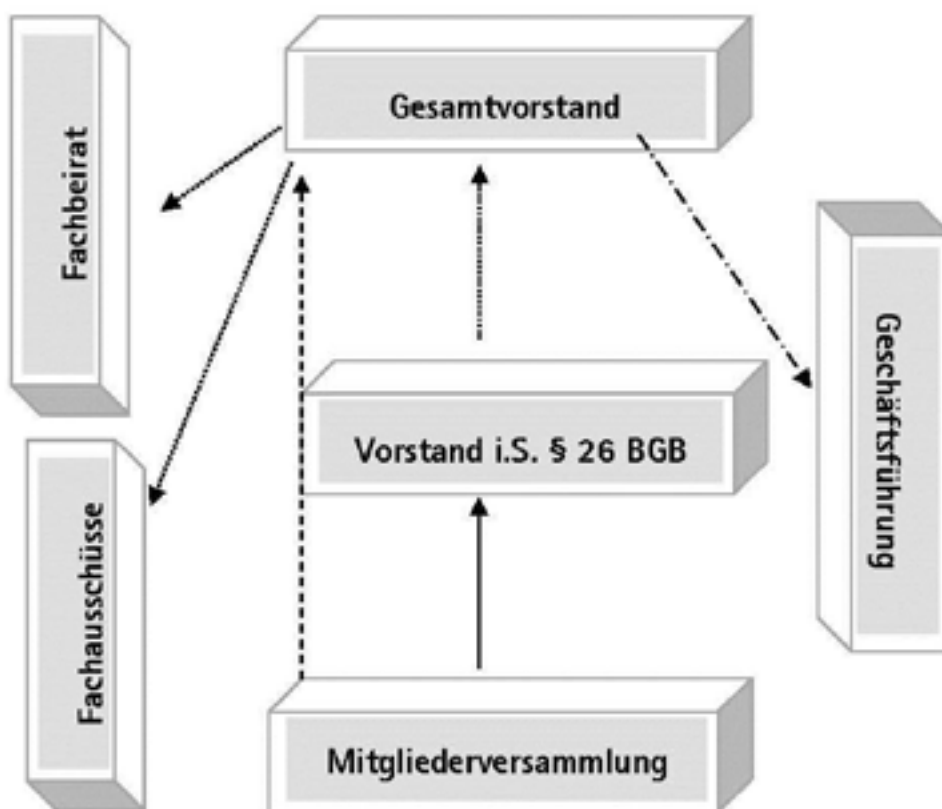 Gesamtvorstand
Fachbeirat
Geschäftsführung
Vorstand i.S. § 26 BGB
Fachausschüsse
Mitgliederversammlung